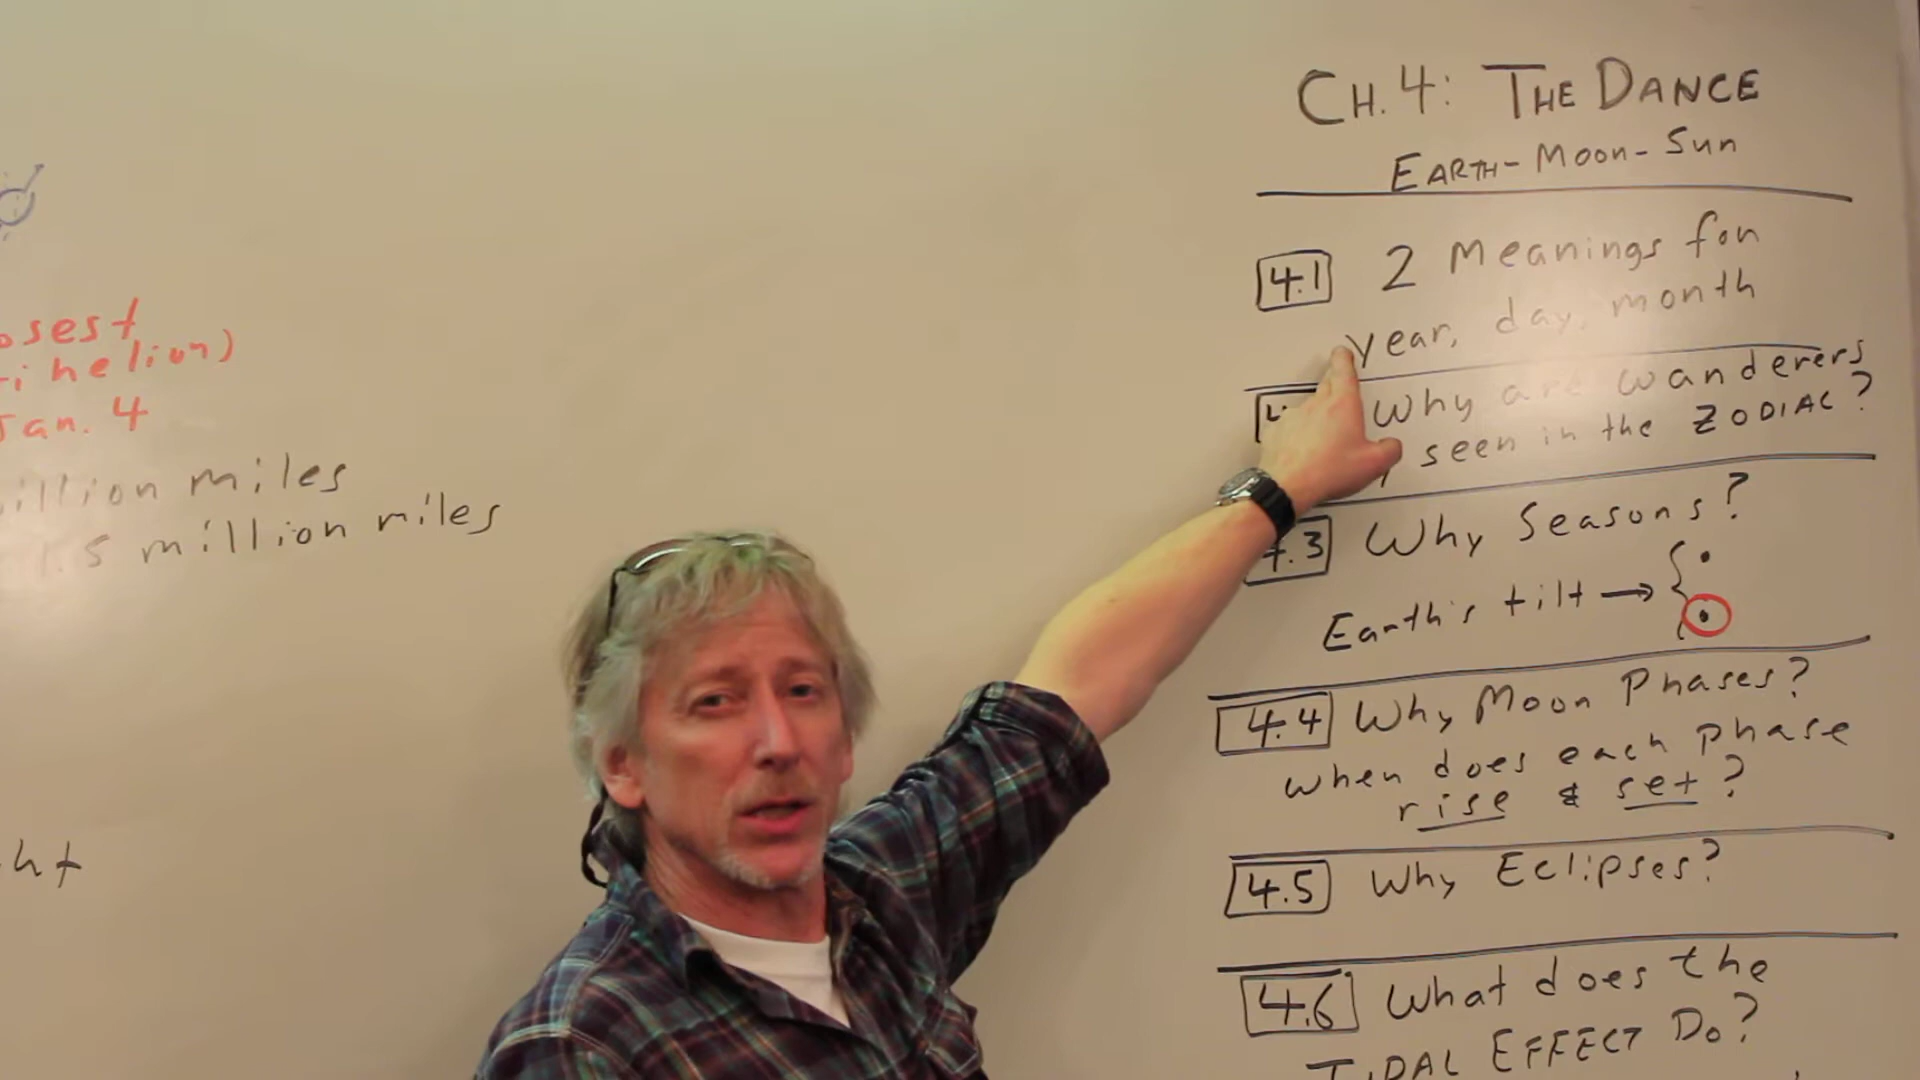 CH. 4: THE DANCE
EARTH-MOON-SUN
4.1 2 Meanings for
year, day, month
Why are wanderers
seen in the ZODIAC?
4.3 Why Seasons?
Earth's tilt → {
4.4 Why Moon Phases?
when does each phase
rise & set?
4.5 Why Eclipses?
4.6 What does the
TIDAL EFFECT DO?
osest
ihelion)
Jan. 4
illion miles
1.5 million miles
ht